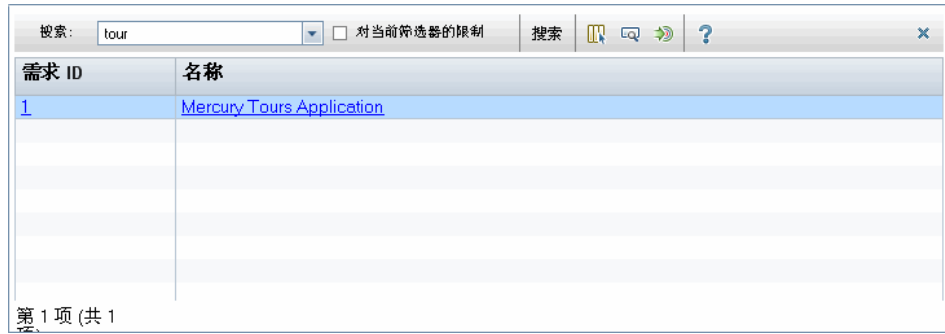 搜索: tour 对当前筛选器的限制 搜索
需求 ID 名称
1 Mercury Tours Application
第 1 项 (共 1
项)